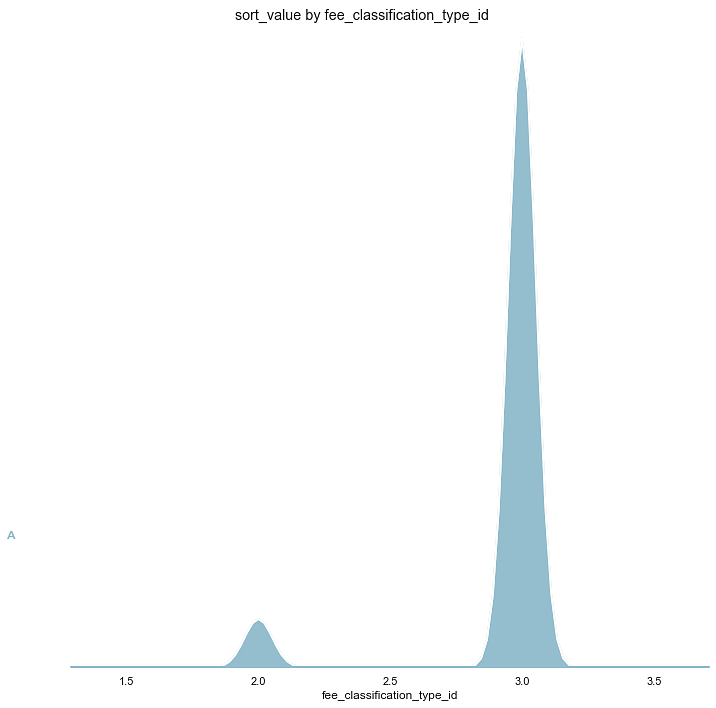 sort_value by fee_classification_type_id
A
1.5 2.0 2.5 3.0 3.5
fee_classification_type_id